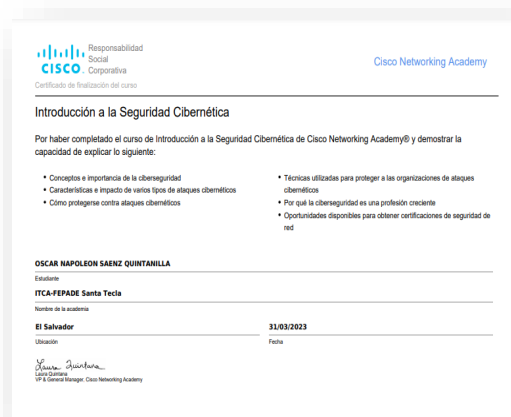 Responsabilidad
Social
Corporativa
CISCO
Cisco Networking Academy
Certificado de finalización del curso
Introducción a la Seguridad Cibernética
Por haber completado el curso de Introducción a la Seguridad Cibernética de Cisco Networking Academy® y demostrar la
capacidad de explicar lo siguiente:
• Conceptos e importancia de la ciberseguridad
• Características e impacto de varios tipos de ataques cibernéticos
• Cómo protegerse contra ataques cibernéticos
• Técnicas utilizadas para proteger a las organizaciones de ataques
cibernéticos
• Por qué la ciberseguridad es una profesión creciente
• Oportunidades disponibles para obtener certificaciones de seguridad de
red
OSCAR NAPOLEON SAENZ QUINTANILLA
Estudiante
ITCA-FEPADE Santa Tecla
Nombre de la academia
El Salvador
Ubicación
31/03/2023
Fecha
Laura Quintana
Laura Quintana
VP & General Manager, Cisco Networking Academy